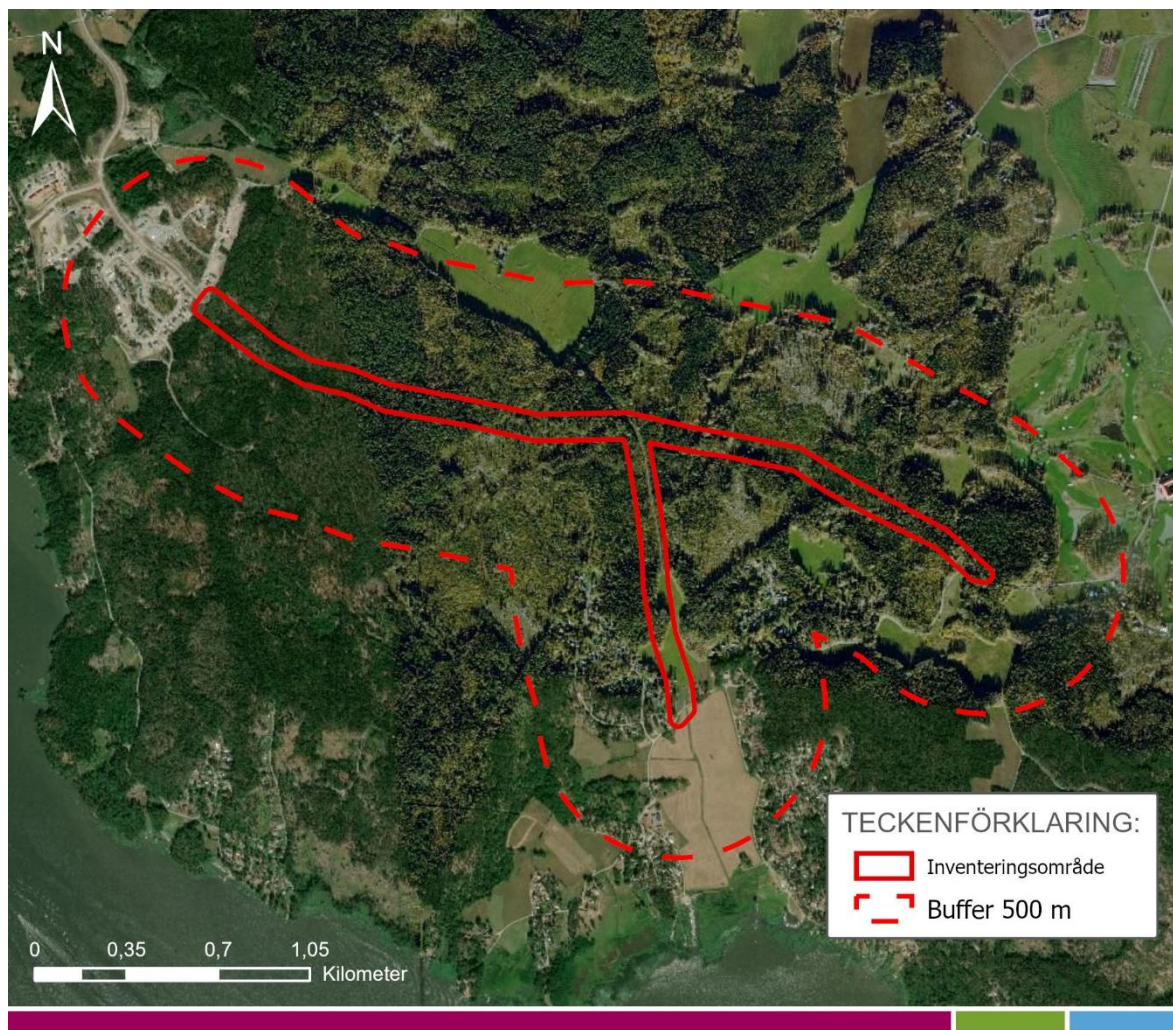 N
TECKENFÖRKLARING:
Inventeringsområde
Buffer 500 m
0 0,35 0,7 1,05
Kilometer